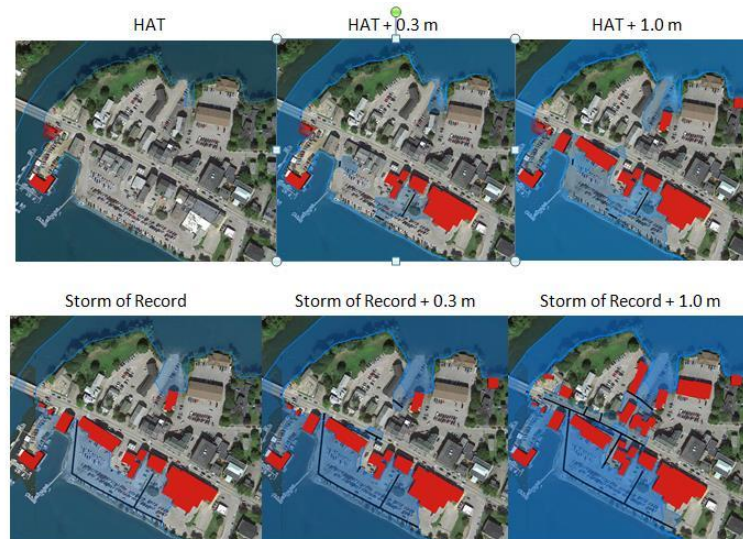 HAT
HAT + 0.3 m
HAT + 1.0 m
Storm of Record
Storm of Record + 0.3 m
Storm of Record + 1.0 m